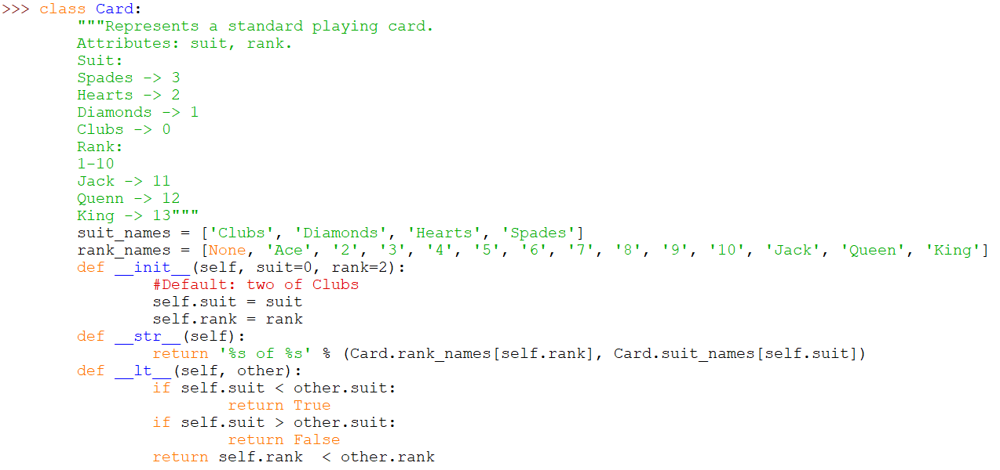 >>> class Card:
        """Represents a standard playing card.
        Attributes: suit, rank.
        Suit:
        Spades -> 3
        Hearts -> 2
        Diamonds -> 1
        Clubs -> 0
        Rank:
        1-10
        Jack -> 11
        Quenn -> 12
        King -> 13"""
        suit_names = ['Clubs', 'Diamonds', 'Hearts', 'Spades']
        rank_names = [None, 'Ace', '2', '3', '4', '5', '6', '7', '8', '9', '10', 'Jack', 'Queen', 'King']
        def __init__(self, suit=0, rank=2):
                #Default: two of Clubs
                self.suit = suit
                self.rank = rank
        def __str__(self):
                return '%s of %s' % (Card.rank_names[self.rank], Card.suit_names[self.suit])
        def __lt__(self, other):
                if self.suit < other.suit:
                        return True
                if self.suit > other.suit:
                        return False
                return self.rank  < other.rank